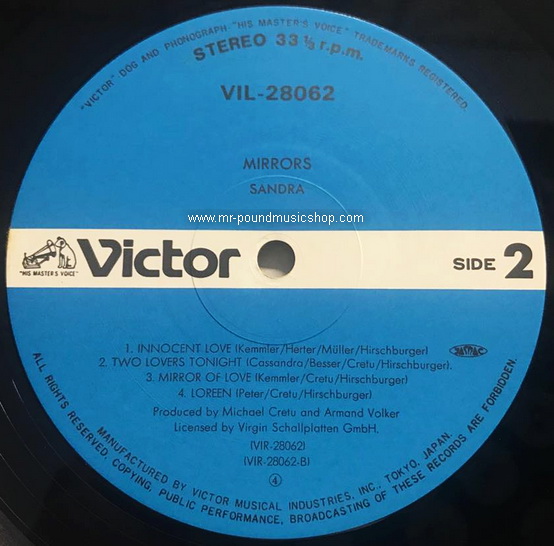 "VICTOR" DOG AND PHONOGRAPH·"HIS MASTER'S VOICE" TRADEMARKS REGISTERED.
STEREO 33 ⅓ r.p.m.
VIL-28062
MIRRORS
SANDRA
www.mr-poundmusicshop.com
"HIS MASTER'S VOICE"
Victor
SIDE 2
1. INNOCENT LOVE (Kemmler/Herter/Müller/Hirschburger)
2. TWO LOVERS TONIGHT (Cassandra/Besser/Cretu/Hirschburger).
3. MIRROR OF LOVE (Kemmler/Cretu/Hirschburger)
4. LOREEN (Peter/Cretu/Hirschburger)
JASRAC
Produced by Michael Cretu and Armand Volker
Licensed by Virgin Schallplatten GmbH.
(VIR-28062)
(VIR-28062-B)
④
MANUFACTURED BY VICTOR MUSICAL INDUSTRIES, INC., TOKYO, JAPAN.
ALL RIGHTS RESERVED, COPYING, PUBLIC PERFORMANCE, BROADCASTING OF THESE RECORDS ARE FORBIDDEN.